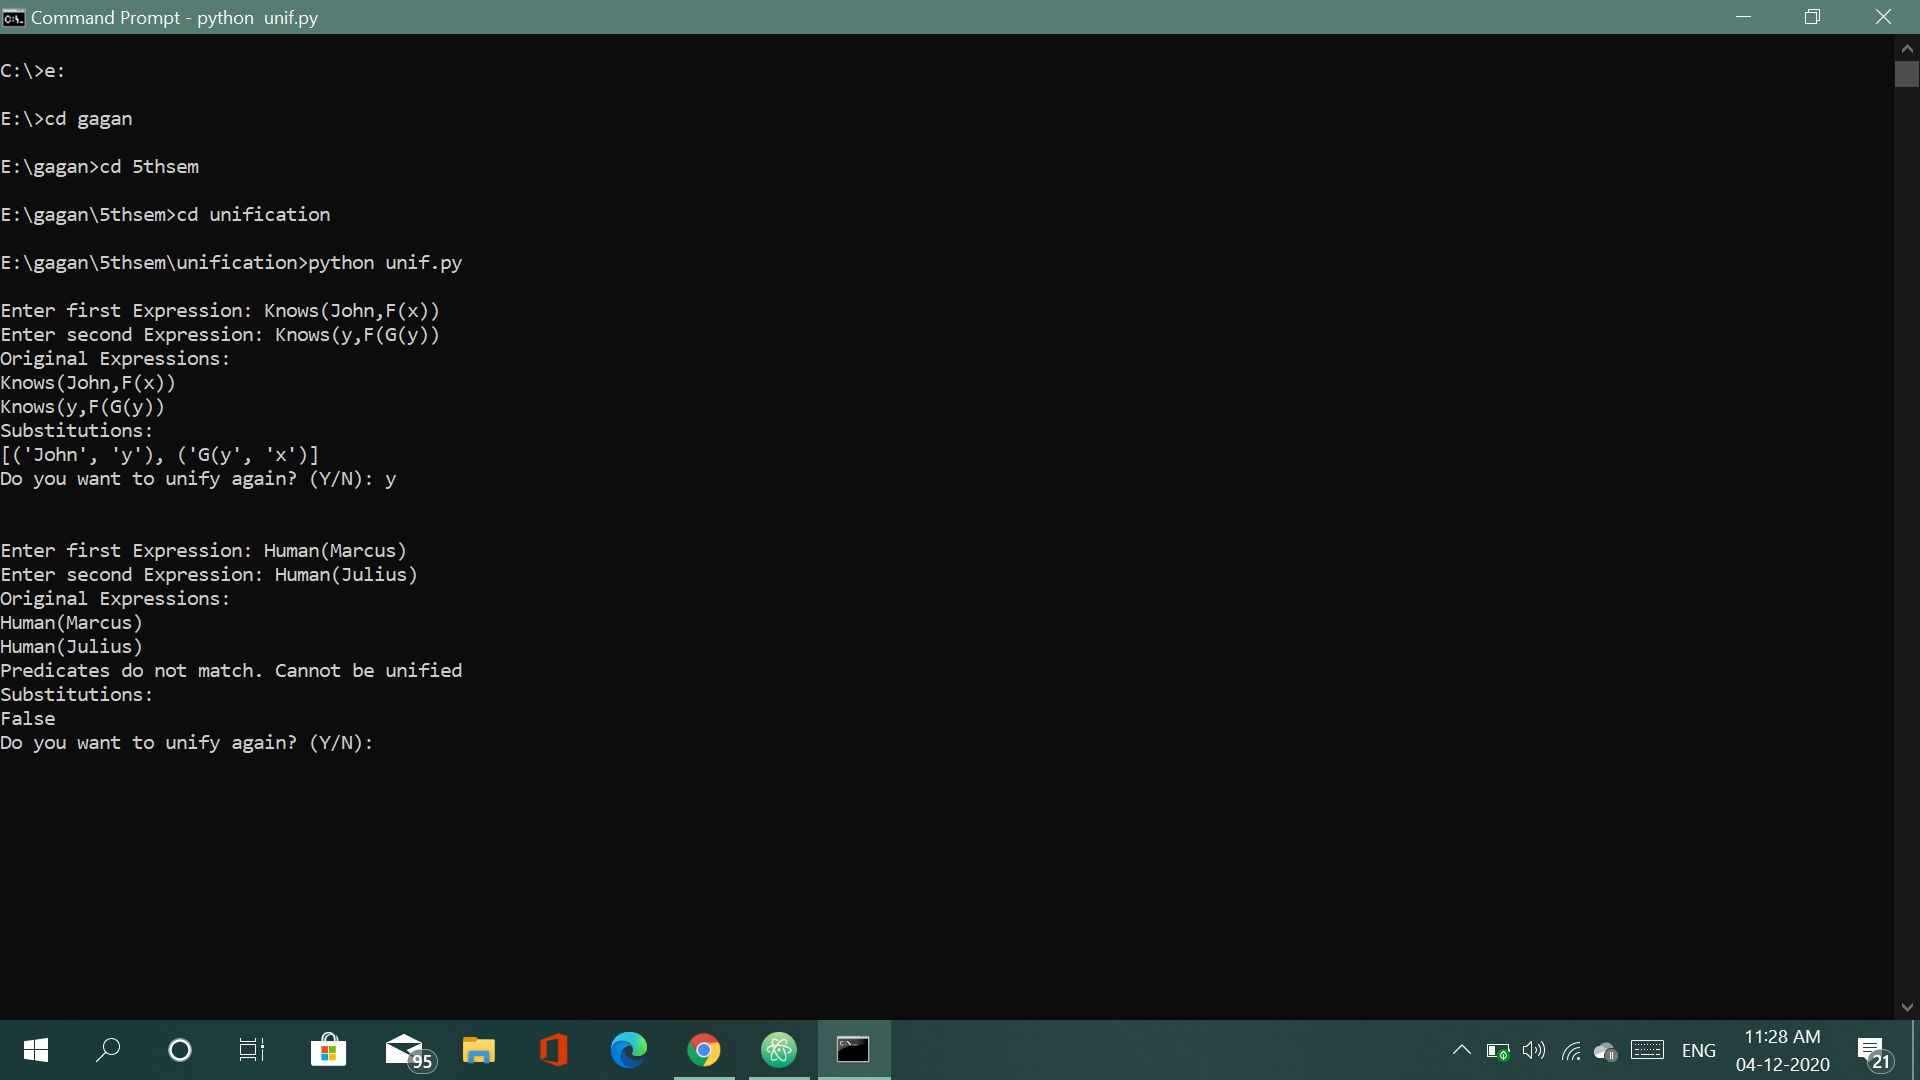 Command Prompt - python  unif.py
C:\>e:
E:\>cd gagan
E:\gagan>cd 5thsem
E:\gagan\5thsem>cd unification
E:\gagan\5thsem\unification>python unif.py
Enter first Expression: Knows(John,F(x))
Enter second Expression: Knows(y,F(G(y))
Original Expressions:
Knows(John,F(x))
Knows(y,F(G(y))
Substitutions:
[('John', 'y'), ('G(y', 'x')]
Do you want to unify again? (Y/N): y
Enter first Expression: Human(Marcus)
Enter second Expression: Human(Julius)
Original Expressions:
Human(Marcus)
Human(Julius)
Predicates do not match. Cannot be unified
Substitutions:
False
Do you want to unify again? (Y/N):
95
ENG
11:28 AM
04-12-2020
21